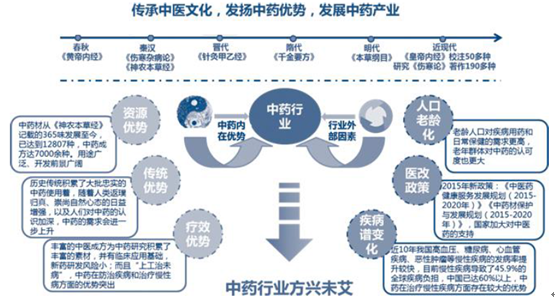 传承中医文化，发扬中药优势，发展中药产业
春秋
《黄帝内经》
秦汉
《伤寒杂病论》
《神农本草经》
晋代
《针灸甲乙经》
隋代
《千金要方》
明代
《本草纲目》
近现代
《皇帝内经》校注50多种
研究《伤寒论》著作190多种
资源
优势
中药材从《神农本草经》
记载的365味发展至今，
已达到12807种，中药成
方达7000余种。用途广
泛、开发前景广阔
传统
优势
历史传统积累了大批忠实的
中药使用着，随着人类返璞
归真、崇尚自然心态的日益
增强，以及人们对中药的认
识加深，中药的需求会进一
步上升
疗效
优势
丰富的中医成方为中药研究积累了
丰富的素材，并有临床应用基础，
新药研发风险小；而且“上工治未
病”，中药在防治疾病和治疗慢性
病方面的优势突出
中药内
在优势
中药行
业
行业外
部因素
中药行业方兴未艾
人口
老龄
化
老龄人口对疾病用药和
日常保健的需求更高，
老年群体对中药的认可
度也更大
医改
政策
2015年新政策：《中医药
健康服务发展规划（2015-
2020年）》《中药材保护
与发展规划（2015-2020
年）》，国家加大对中医
药的支持
疾病
谱变化
近10年我国高血压、糖尿病、心血管
疾病、恶性肿瘤等慢性疾病的发病率提
升较快，目前慢性疾病导致了45.9%的
全球疾病负担，中国已达60%以上，中
药在治疗慢性疾病方面存在较大的优势